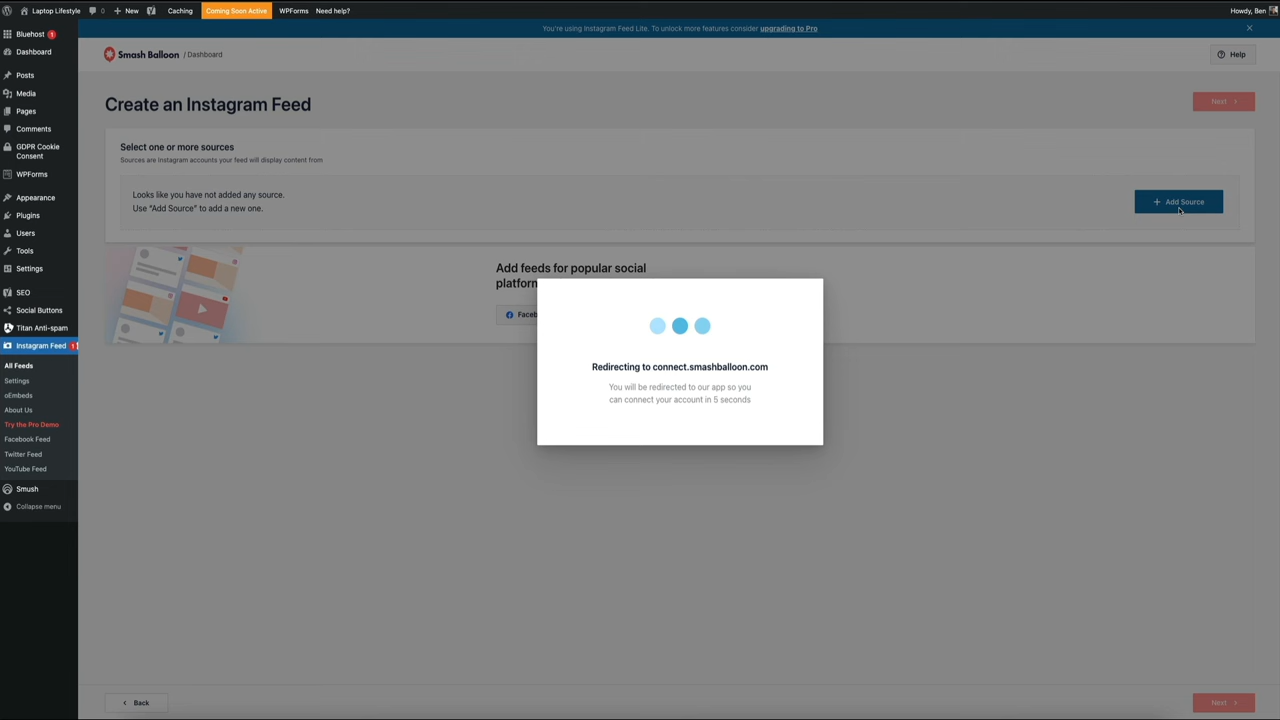 Laptop Lifestyle
0
New
Caching
Coming Soon Active
WPForms
Need help?
Howdy, Ben
You're using Instagram Feed Lite. To unlock more features consider upgrading to Pro
Bluehost 1
Dashboard
Posts
Media
Pages
Comments
GDPR Cookie
Consent
WPForms
Appearance
Plugins
Users
Tools
Settings
SEO
Social Buttons
Titan Anti-spam
Instagram Feed 1
All Feeds
Settings
oEmbeds
About Us
Try the Pro Demo
Facebook Feed
Twitter Feed
YouTube Feed
Smush
Collapse menu
Smash Balloon / Dashboard
Help
Create an Instagram Feed
Next
Select one or more sources
Sources are Instagram accounts your feed will display content from
Looks like you have not added any source.
Use "Add Source" to add a new one.
Add Source
Add feeds for popular social
Redirecting to connect.smashballoon.com
You will be redirected to our app so you
can connect your account in 5 seconds
Back
Next